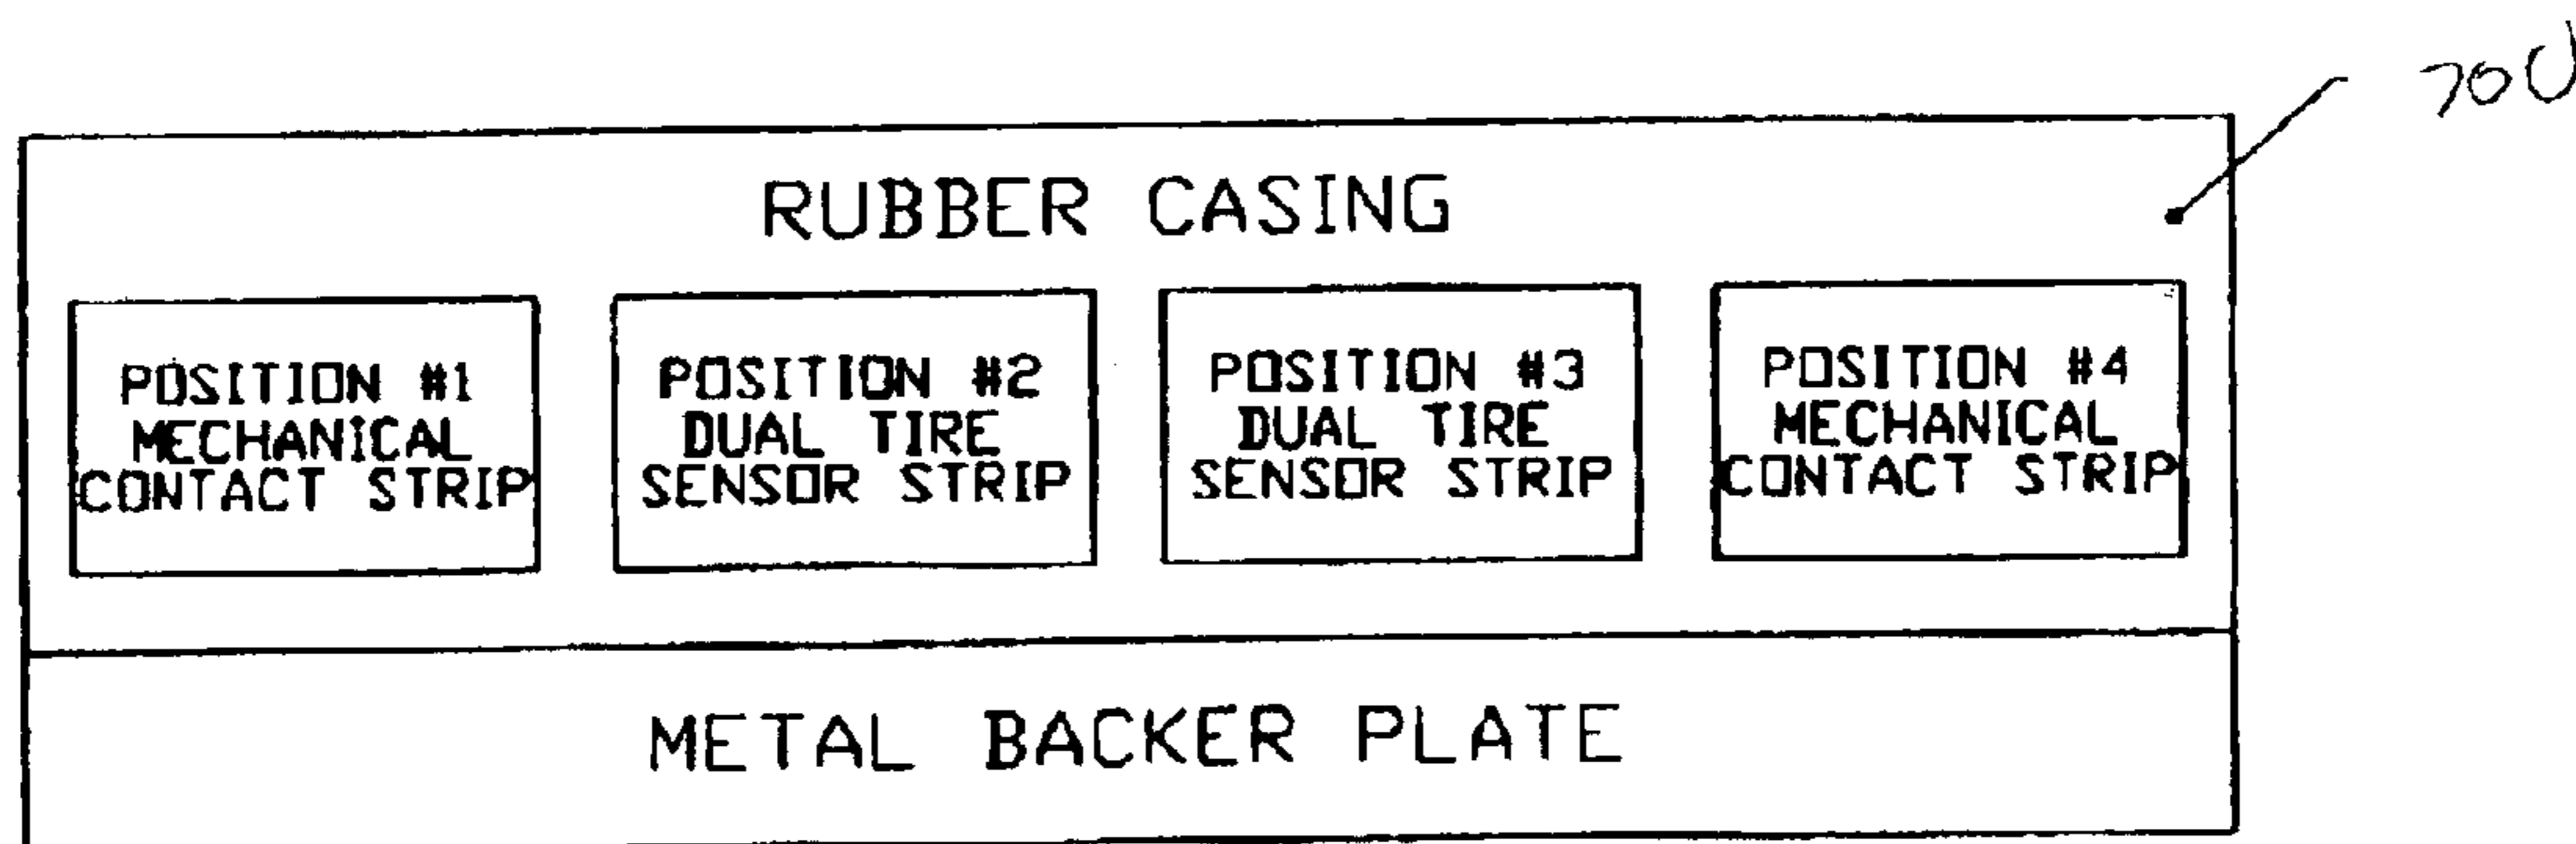 RUBBER CASING
POSITION #1
MECHANICAL
CONTACT STRIP
POSITION #2
DUAL TIRE
SENSOR STRIP
POSITION #3
DUAL TIRE
SENSOR STRIP
POSITION #4
MECHANICAL
CONTACT STRIP
METAL BACKER PLATE